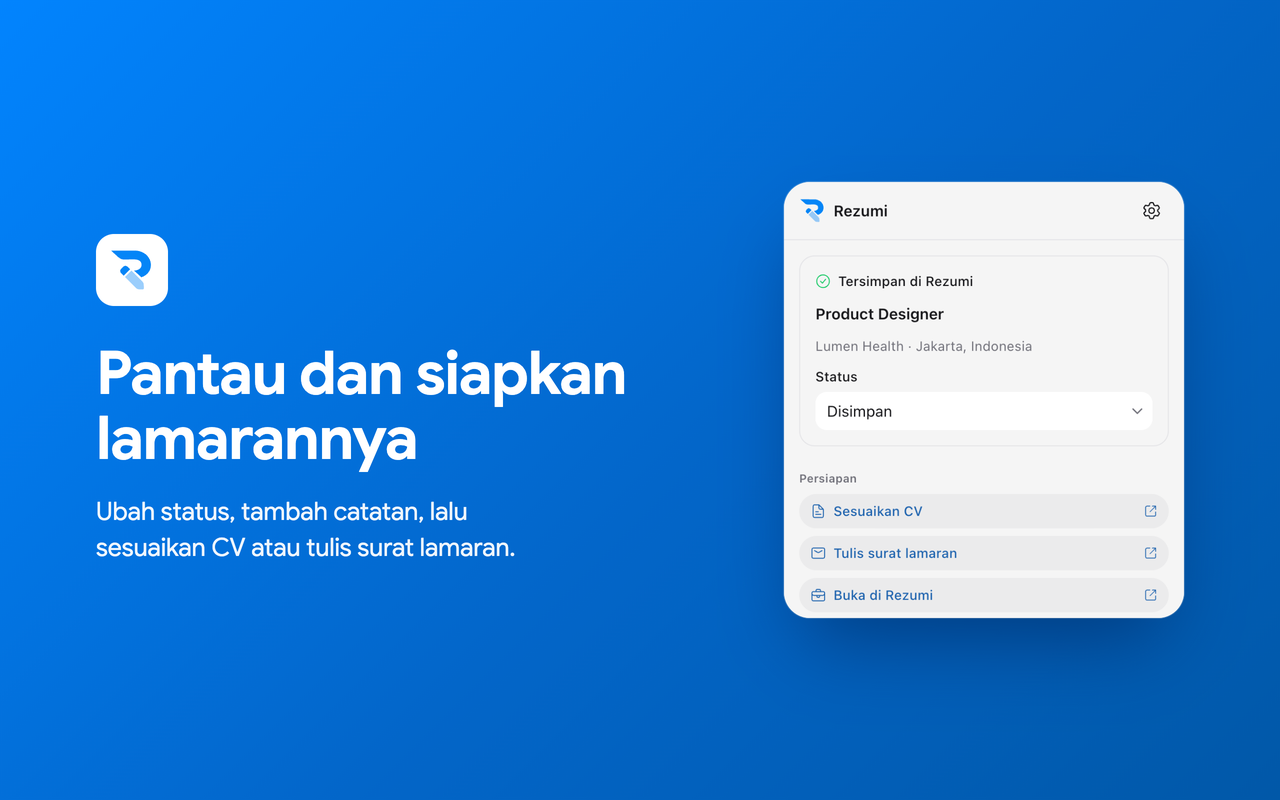 Pantau dan siapkan
lamarannya
Ubah status, tambah catatan, lalu
sesuaikan CV atau tulis surat lamaran.
Rezumi
Tersimpan di Rezumi
Product Designer
Lumen Health · Jakarta, Indonesia
Status
Disimpan
Persiapan
Sesuaikan CV
Tulis surat lamaran
Buka di Rezumi